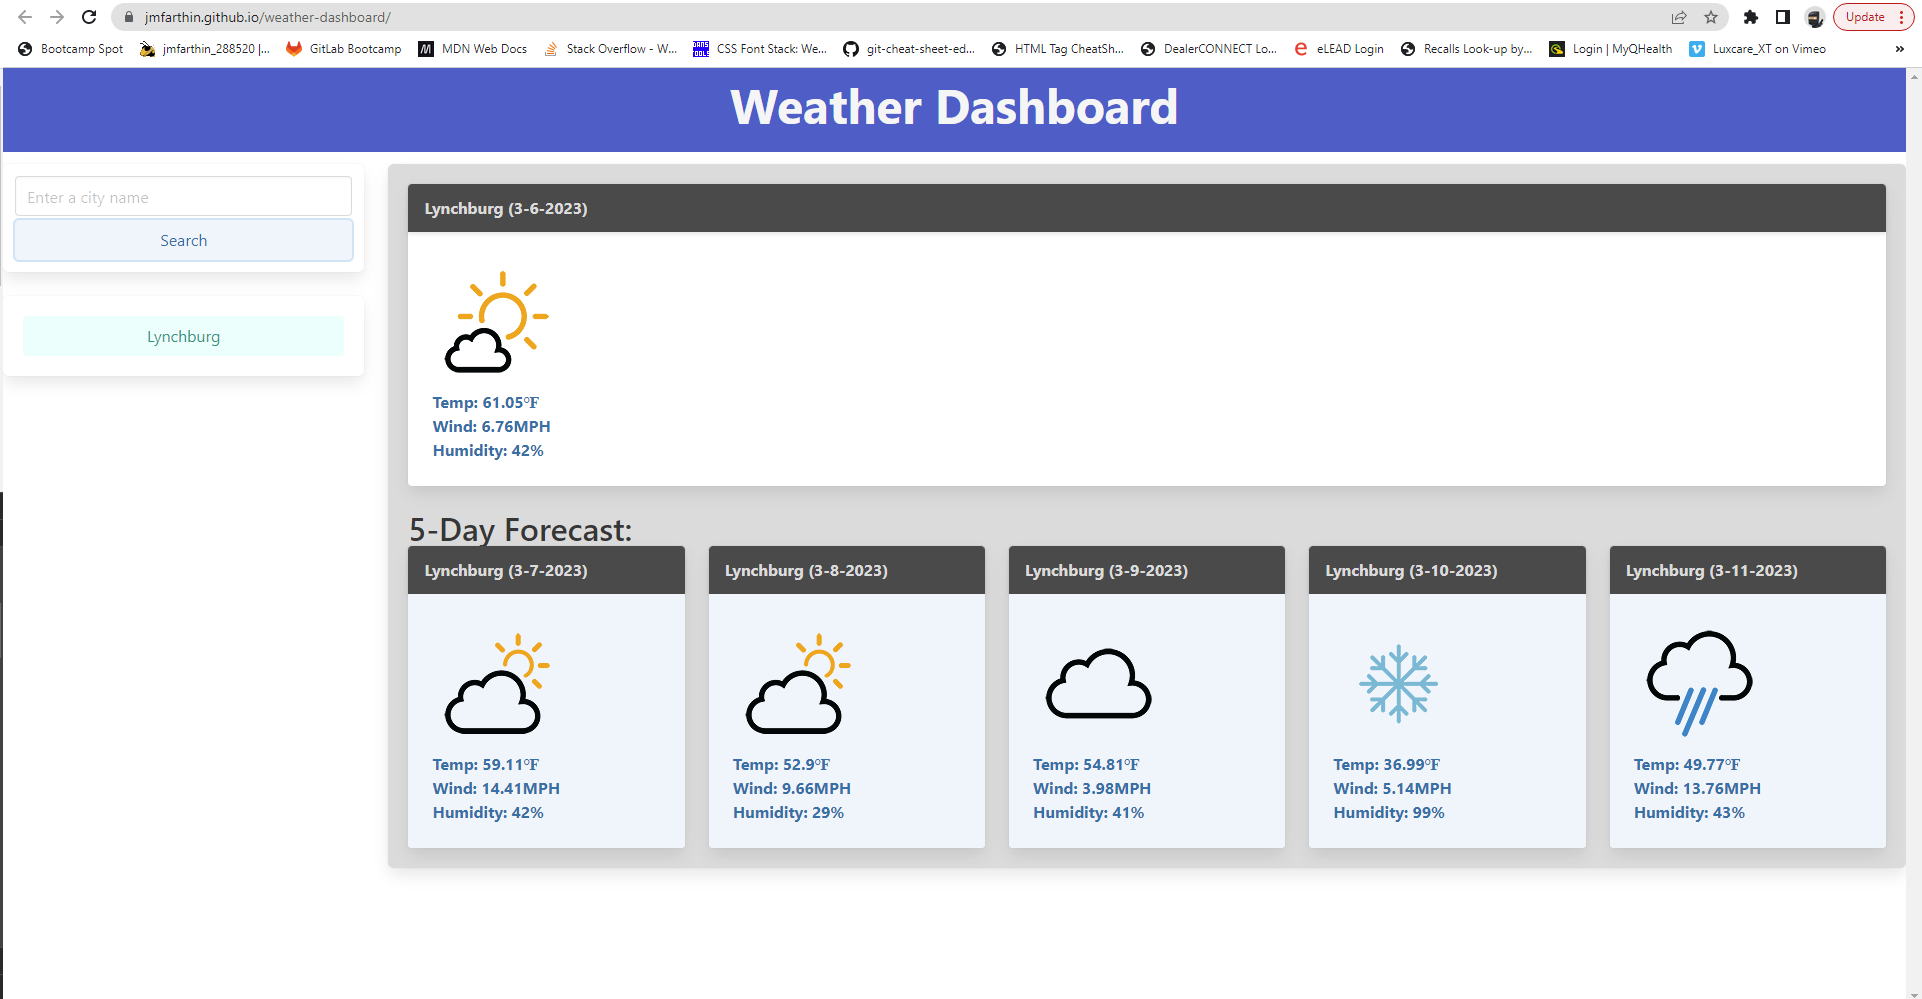 jmfarthin.github.io/weather-dashboard/
Update
Bootcamp Spot
jmfarthin_288520 |...
GitLab Bootcamp
MDN Web Docs
Stack Overflow - W...
CSS Font Stack: We...
git-cheat-sheet-ed...
HTML Tag CheatSh...
DealerCONNECT Lo...
eLEAD Login
Recalls Look-up by...
Login | MyQHealth
Luxcare_XT on Vimeo
»
Weather Dashboard
Enter a city name
Search
Lynchburg
Lynchburg (3-6-2023)
Temp: 61.05°F
Wind: 6.76MPH
Humidity: 42%
5-Day Forecast:
Lynchburg (3-7-2023)
Temp: 59.11°F
Wind: 14.41MPH
Humidity: 42%
Lynchburg (3-8-2023)
Temp: 52.9°F
Wind: 9.66MPH
Humidity: 29%
Lynchburg (3-9-2023)
Temp: 54.81°F
Wind: 3.98MPH
Humidity: 41%
Lynchburg (3-10-2023)
Temp: 36.99°F
Wind: 5.14MPH
Humidity: 99%
Lynchburg (3-11-2023)
Temp: 49.77°F
Wind: 13.76MPH
Humidity: 43%